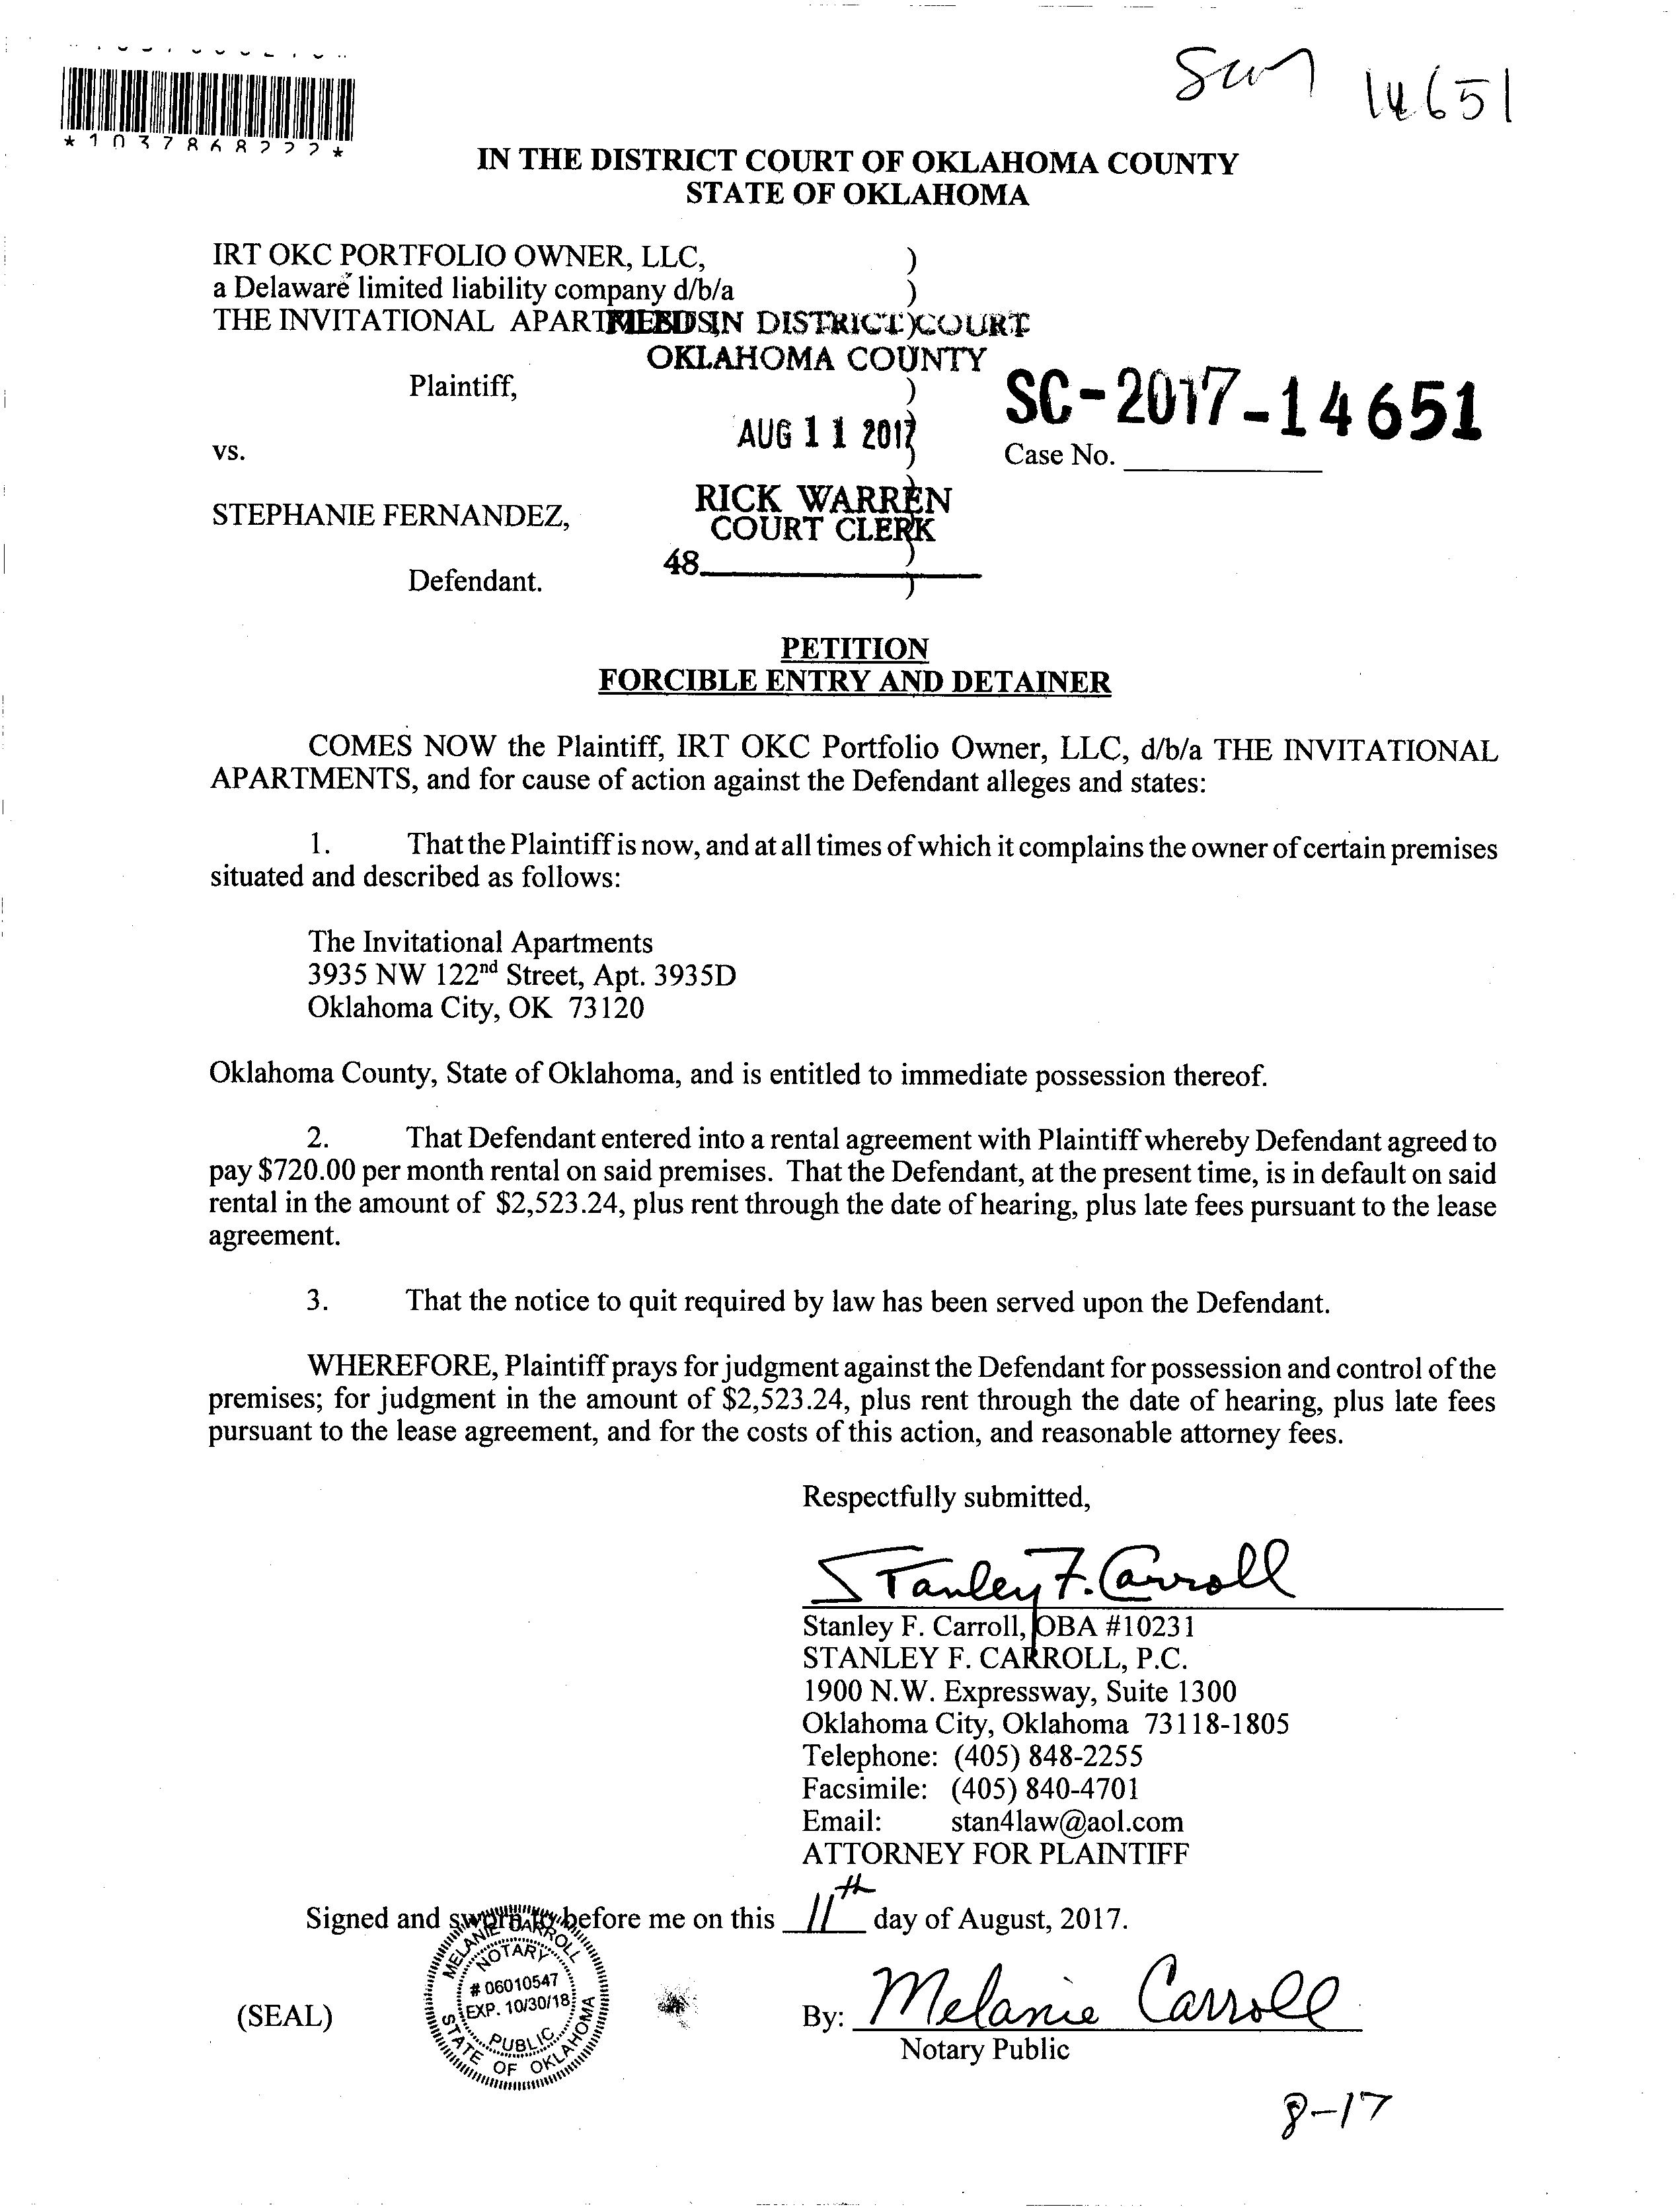 14651
*1037868222*
IN THE DISTRICT COURT OF OKLAHOMA COUNTY
STATE OF OKLAHOMA
IRT OKC PORTFOLIO OWNER, LLC, )
a Delaware limited liability company d/b/a )
THE INVITATIONAL APARTMENTS, )
FILED IN DISTRICT COURT
OKLAHOMA COUNTY
Plaintiff, )
SC-2017-14651
AUG 11 2017
vs. ) Case No.
RICK WARREN
STEPHANIE FERNANDEZ, )
COURT CLERK
48
Defendant. )
PETITION
FORCIBLE ENTRY AND DETAINER
COMES NOW the Plaintiff, IRT OKC Portfolio Owner, LLC, d/b/a THE INVITATIONAL
APARTMENTS, and for cause of action against the Defendant alleges and states:
1. That the Plaintiff is now, and at all times of which it complains the owner of certain premises
situated and described as follows:
The Invitational Apartments
3935 NW 122nd Street, Apt. 3935D
Oklahoma City, OK 73120
Oklahoma County, State of Oklahoma, and is entitled to immediate possession thereof.
2. That Defendant entered into a rental agreement with Plaintiff whereby Defendant agreed to
pay $720.00 per month rental on said premises. That the Defendant, at the present time, is in default on said
rental in the amount of $2,523.24, plus rent through the date of hearing, plus late fees pursuant to the lease
agreement.
3. That the notice to quit required by law has been served upon the Defendant.
WHEREFORE, Plaintiff prays for judgment against the Defendant for possession and control of the
premises; for judgment in the amount of $2,523.24, plus rent through the date of hearing, plus late fees
pursuant to the lease agreement, and for the costs of this action, and reasonable attorney fees.
Respectfully submitted,
Stanley F. Carroll
Stanley F. Carroll, OBA #10231
STANLEY F. CARROLL, P.C.
1900 N.W. Expressway, Suite 1300
Oklahoma City, Oklahoma 73118-1805
Telephone: (405) 848-2255
Facsimile: (405) 840-4701
Email: stan4law@aol.com
ATTORNEY FOR PLAINTIFF
Signed and sworn to before me on this 11th day of August, 2017.
MELANIE CARROLL
NOTARY
# 06010547
EXP. 10/30/18
PUBLIC
STATE OF OKLAHOMA
(SEAL)
By: Melanie Carroll
Notary Public
8-17